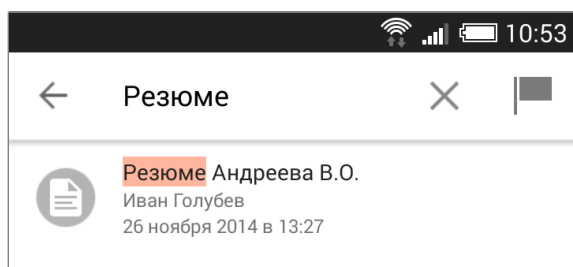 10:53
Резюме
Резюме Андреева В.О.
Иван Голубев
26 ноября 2014 в 13:27